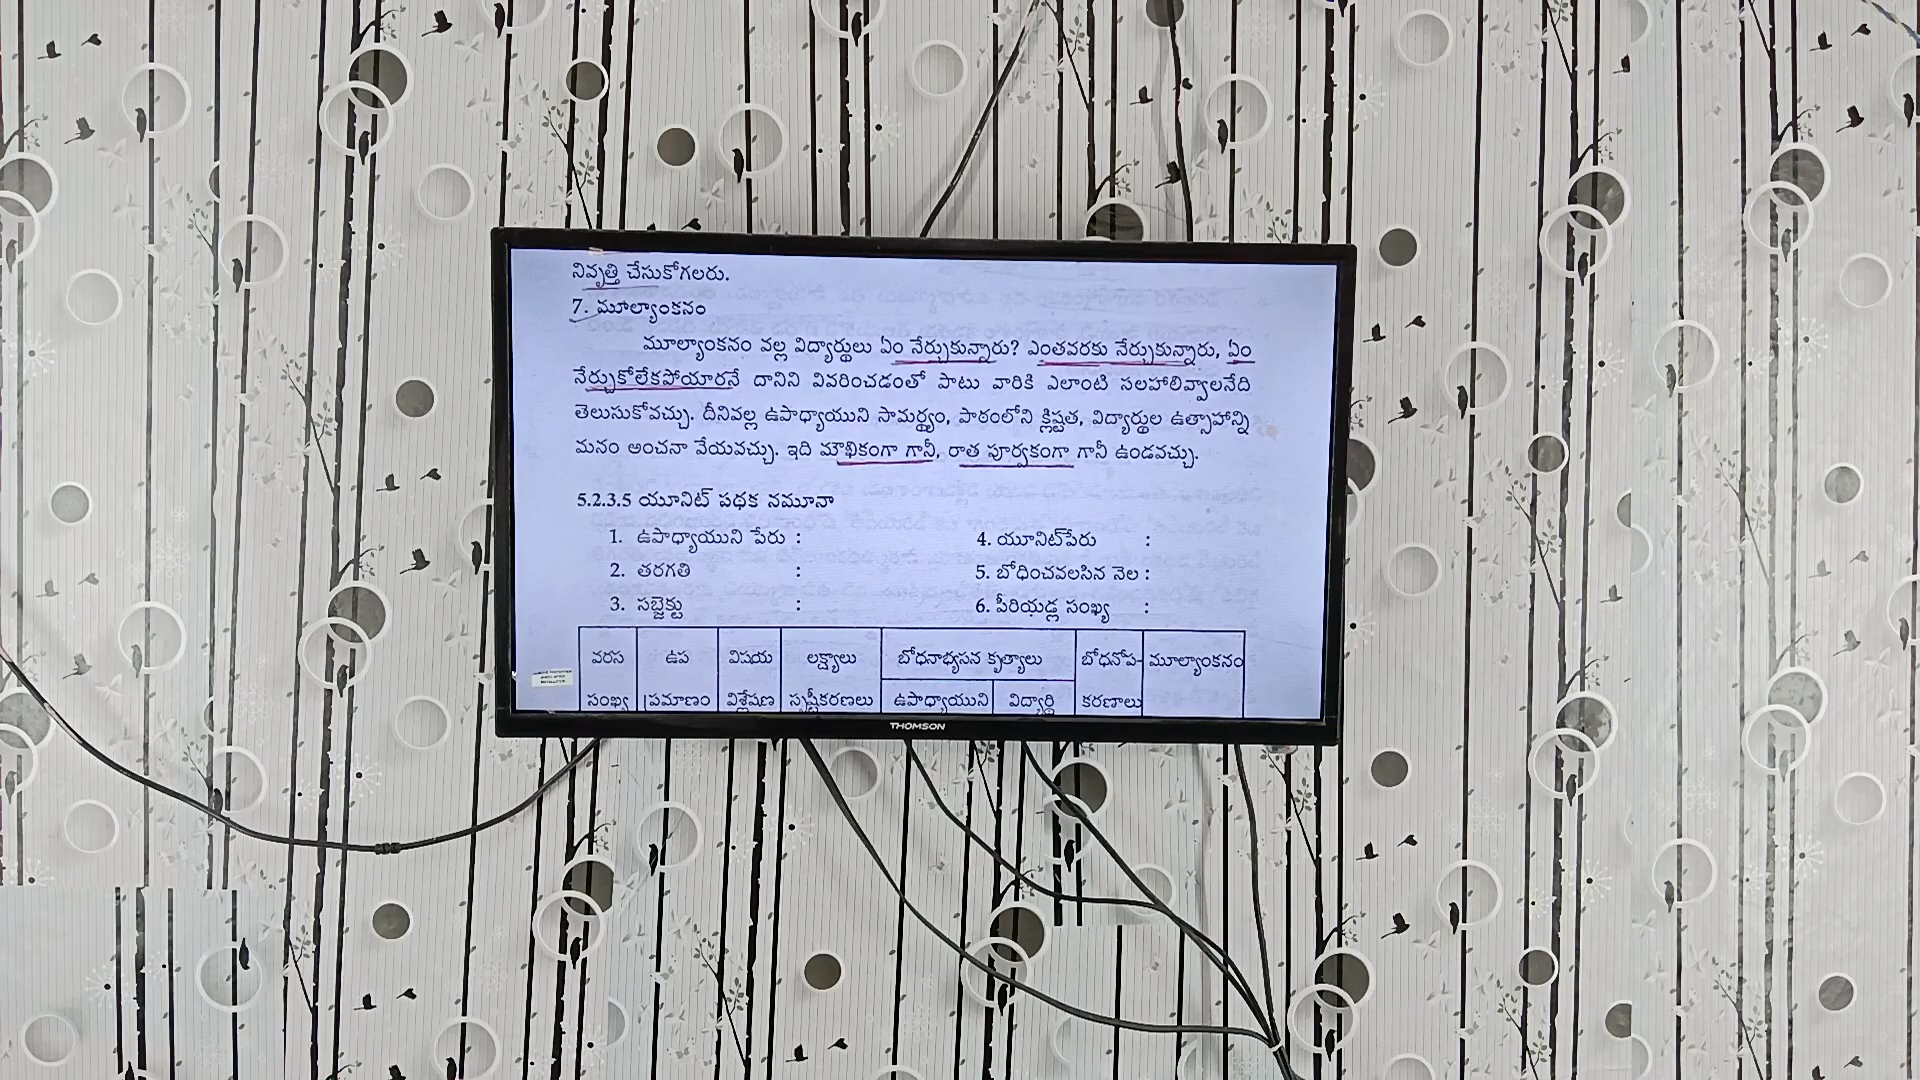 నివృత్తి చేసుకోగలరు.
7. మూల్యాంకనం
మూల్యాంకనం వల్ల విద్యార్థులు ఏం నేర్చుకున్నారు? ఎంతవరకు నేర్చుకున్నారు, ఏం
నేర్చుకోలేకపోయారనే దానిని వివరించడంతో పాటు వారికి ఎలాంటి సలహాలివ్వాలనేది
తెలుసుకోవచ్చు. దీనివల్ల ఉపాధ్యాయుని సామర్థ్యం, పాఠంలోని క్లిష్టత, విద్యార్థుల ఉత్సాహాన్ని
మనం అంచనా వేయవచ్చు. ఇది మౌఖికంగా గానీ, రాత పూర్వకంగా గానీ ఉండవచ్చు.
5.2.3.5 యూనిట్ పథక నమూనా
1. ఉపాధ్యాయుని పేరు : 4. యూనిట్‌పేరు :
2. తరగతి : 5. బోధించవలసిన నెల :
3. సబ్జెక్టు : 6. పీరియడ్ల సంఖ్య :
వరస ఉప విషయ లక్ష్యాలు బోధనాభ్యసన కృత్యాలు బోధనోప- మూల్యాంకనం
సంఖ్య ప్రమాణం విశ్లేషణ స్పష్టీకరణలు ఉపాధ్యాయుని విద్యార్థి కరణాలు
THOMSON